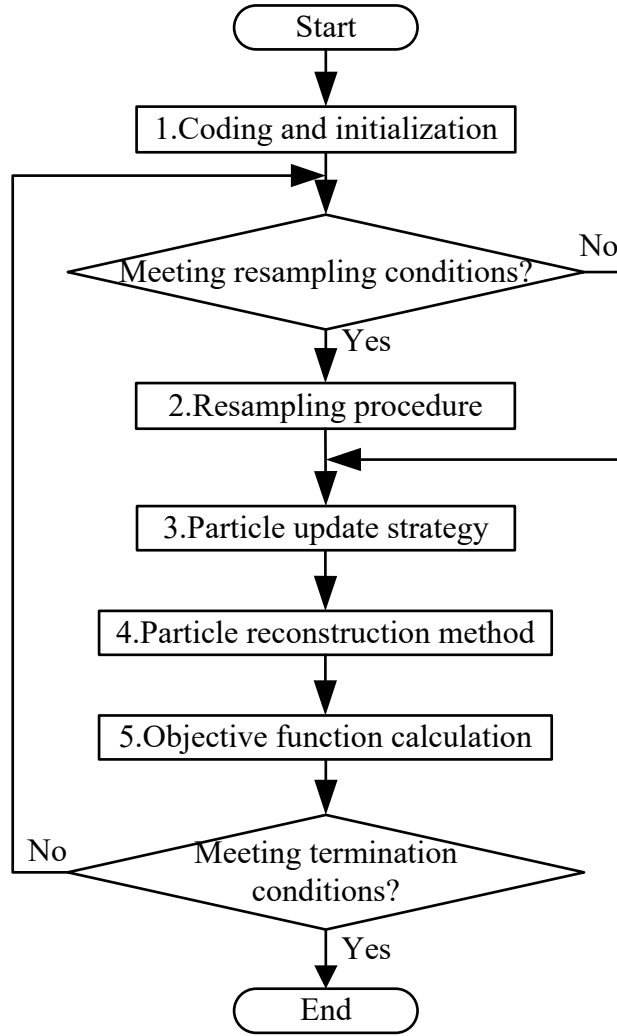 Start
1.Coding and initialization
Meeting resampling conditions?
No
Yes
2.Resampling procedure
3.Particle update strategy
4.Particle reconstruction method
5.Objective function calculation
No
Meeting termination
conditions?
Yes
End